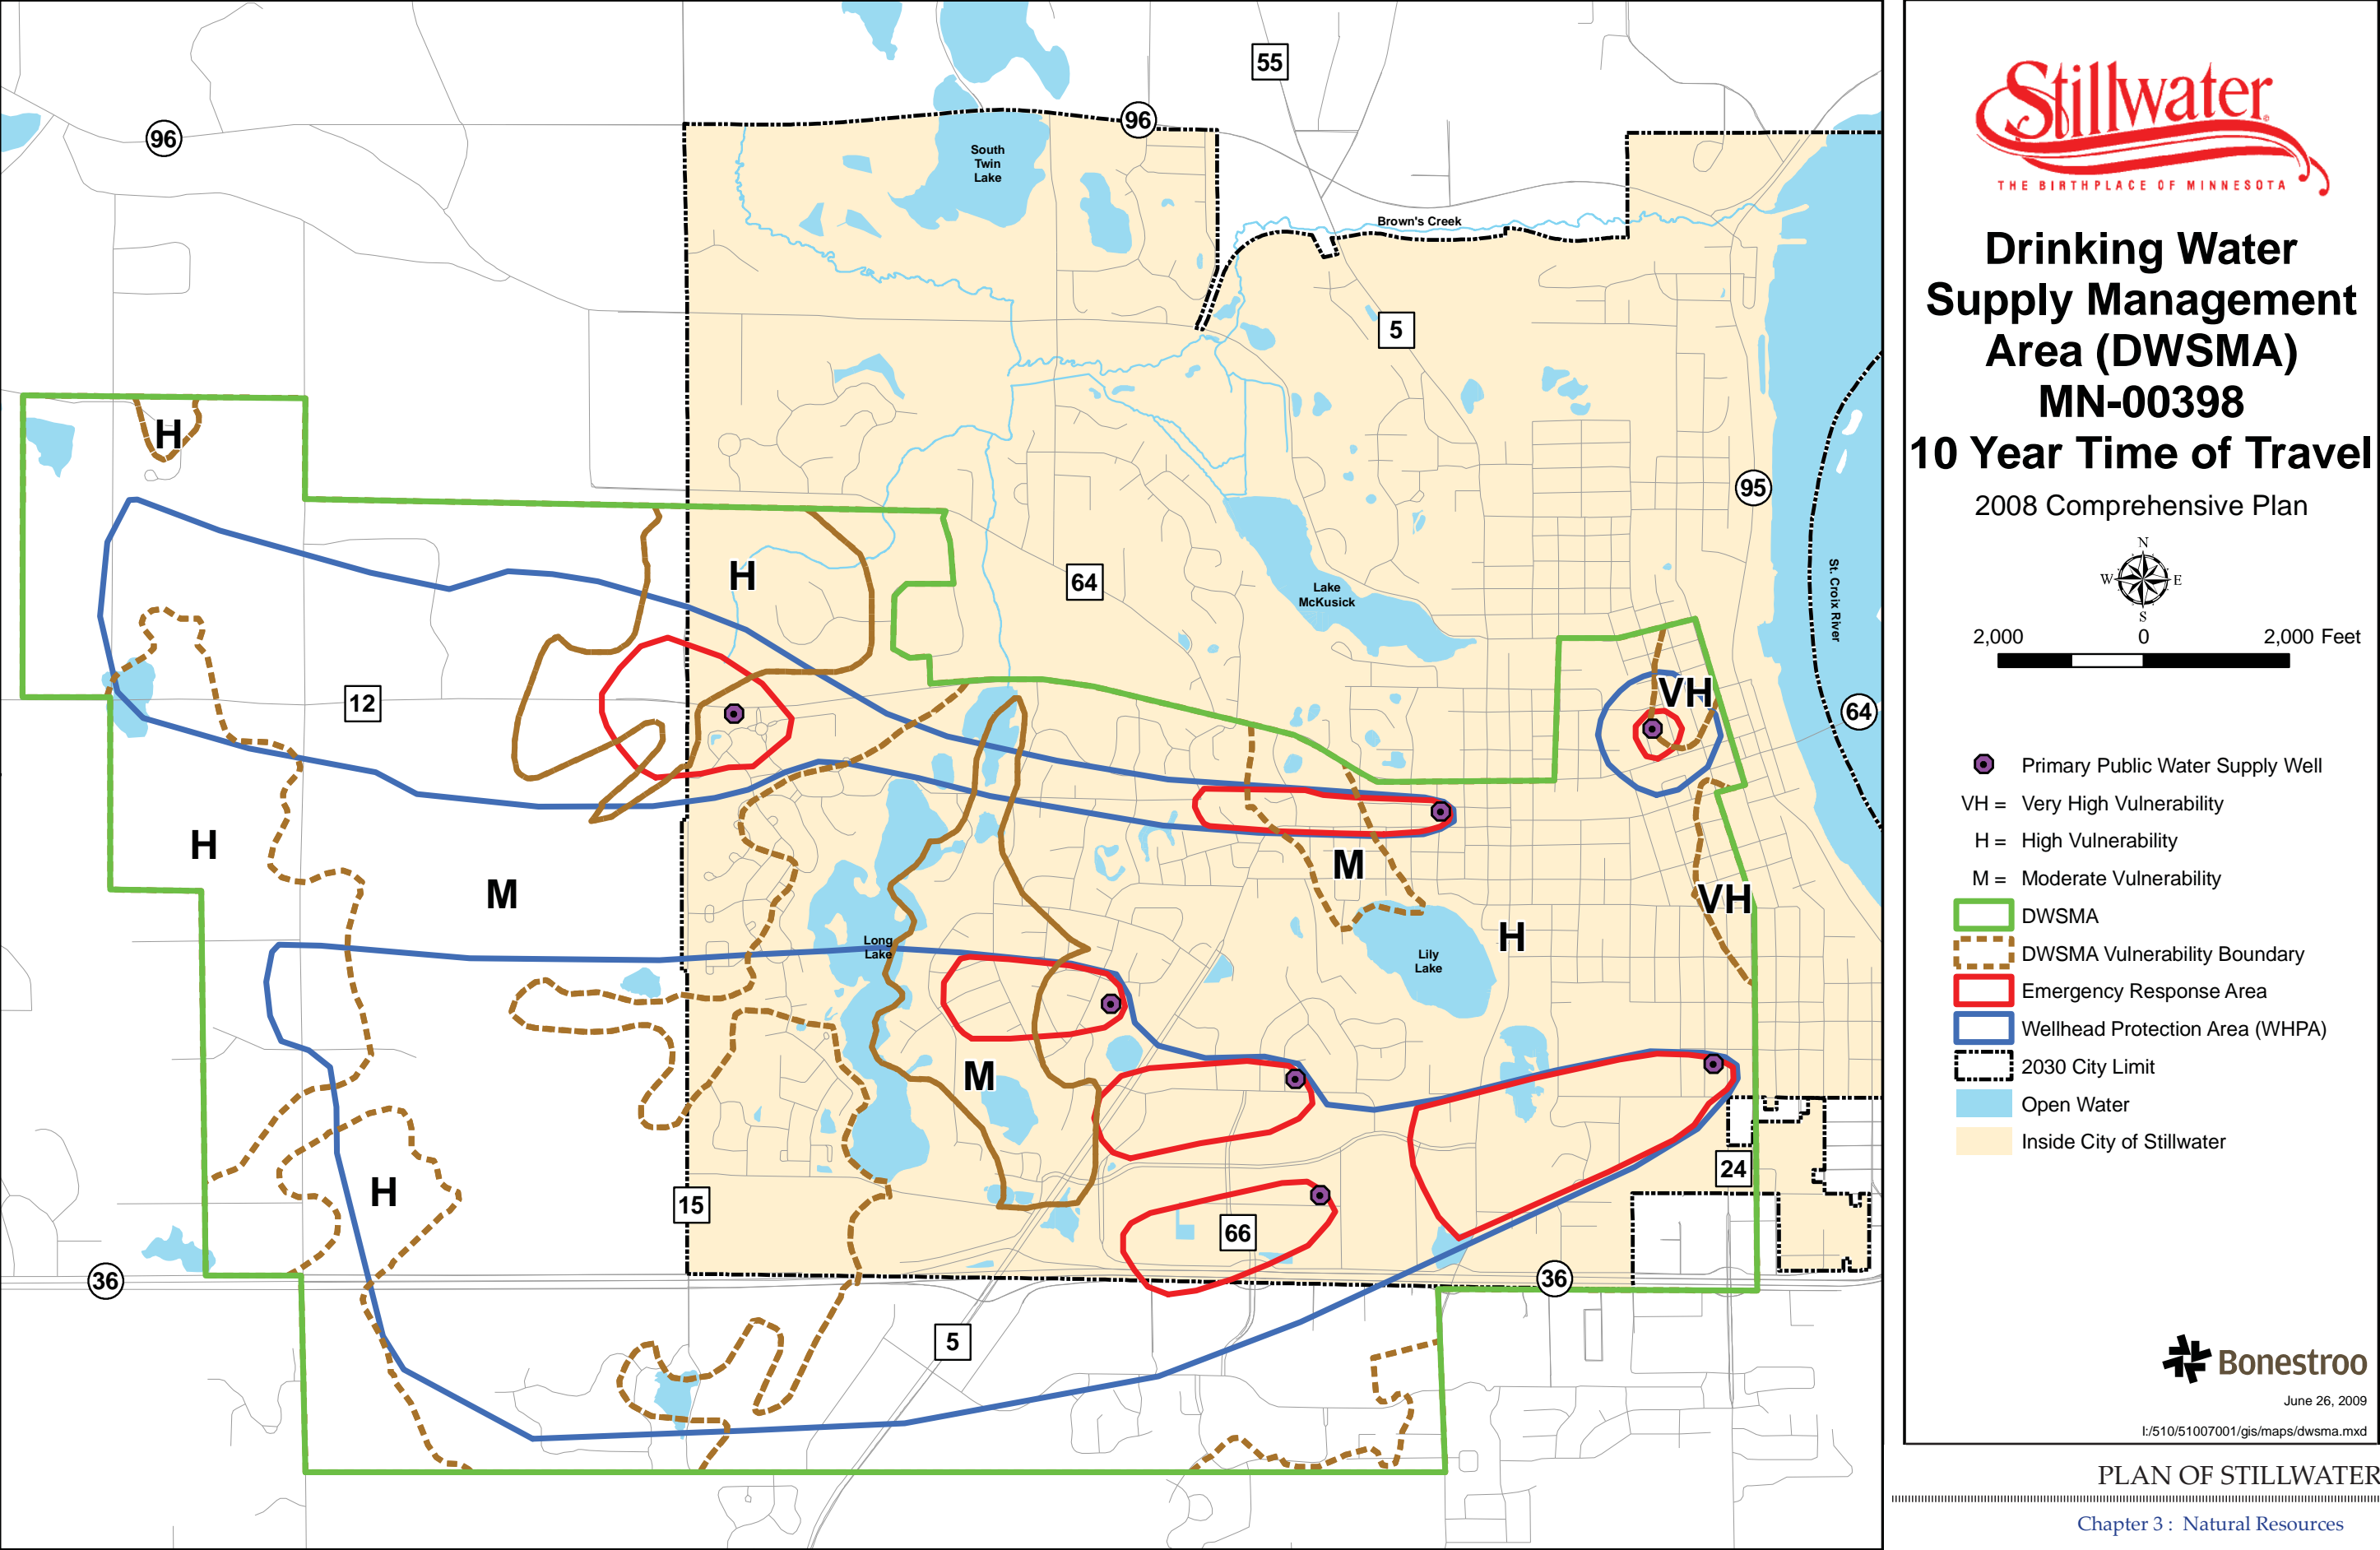 55
96
96
South
Twin
Lake
Brown's Creek
5
H
95
H
64
Lake
McKusick
St. Croix River
12
VH
64
H
M
M
VH
Long
Lake
H
Lily
Lake
M
H
15
24
66
36
36
5
Stillwater
THE BIRTHPLACE OF MINNESOTA
Drinking Water
Supply Management
Area (DWSMA)
MN-00398
10 Year Time of Travel
2008 Comprehensive Plan
N
W E
S
2,000 0 2,000 Feet
Primary Public Water Supply Well
VH = Very High Vulnerability
H = High Vulnerability
M = Moderate Vulnerability
DWSMA
DWSMA Vulnerability Boundary
Emergency Response Area
Wellhead Protection Area (WHPA)
2030 City Limit
Open Water
Inside City of Stillwater
Bonestroo
June 26, 2009
I:/510/51007001/gis/maps/dwsma.mxd
PLAN OF STILLWATER
Chapter 3 : Natural Resources